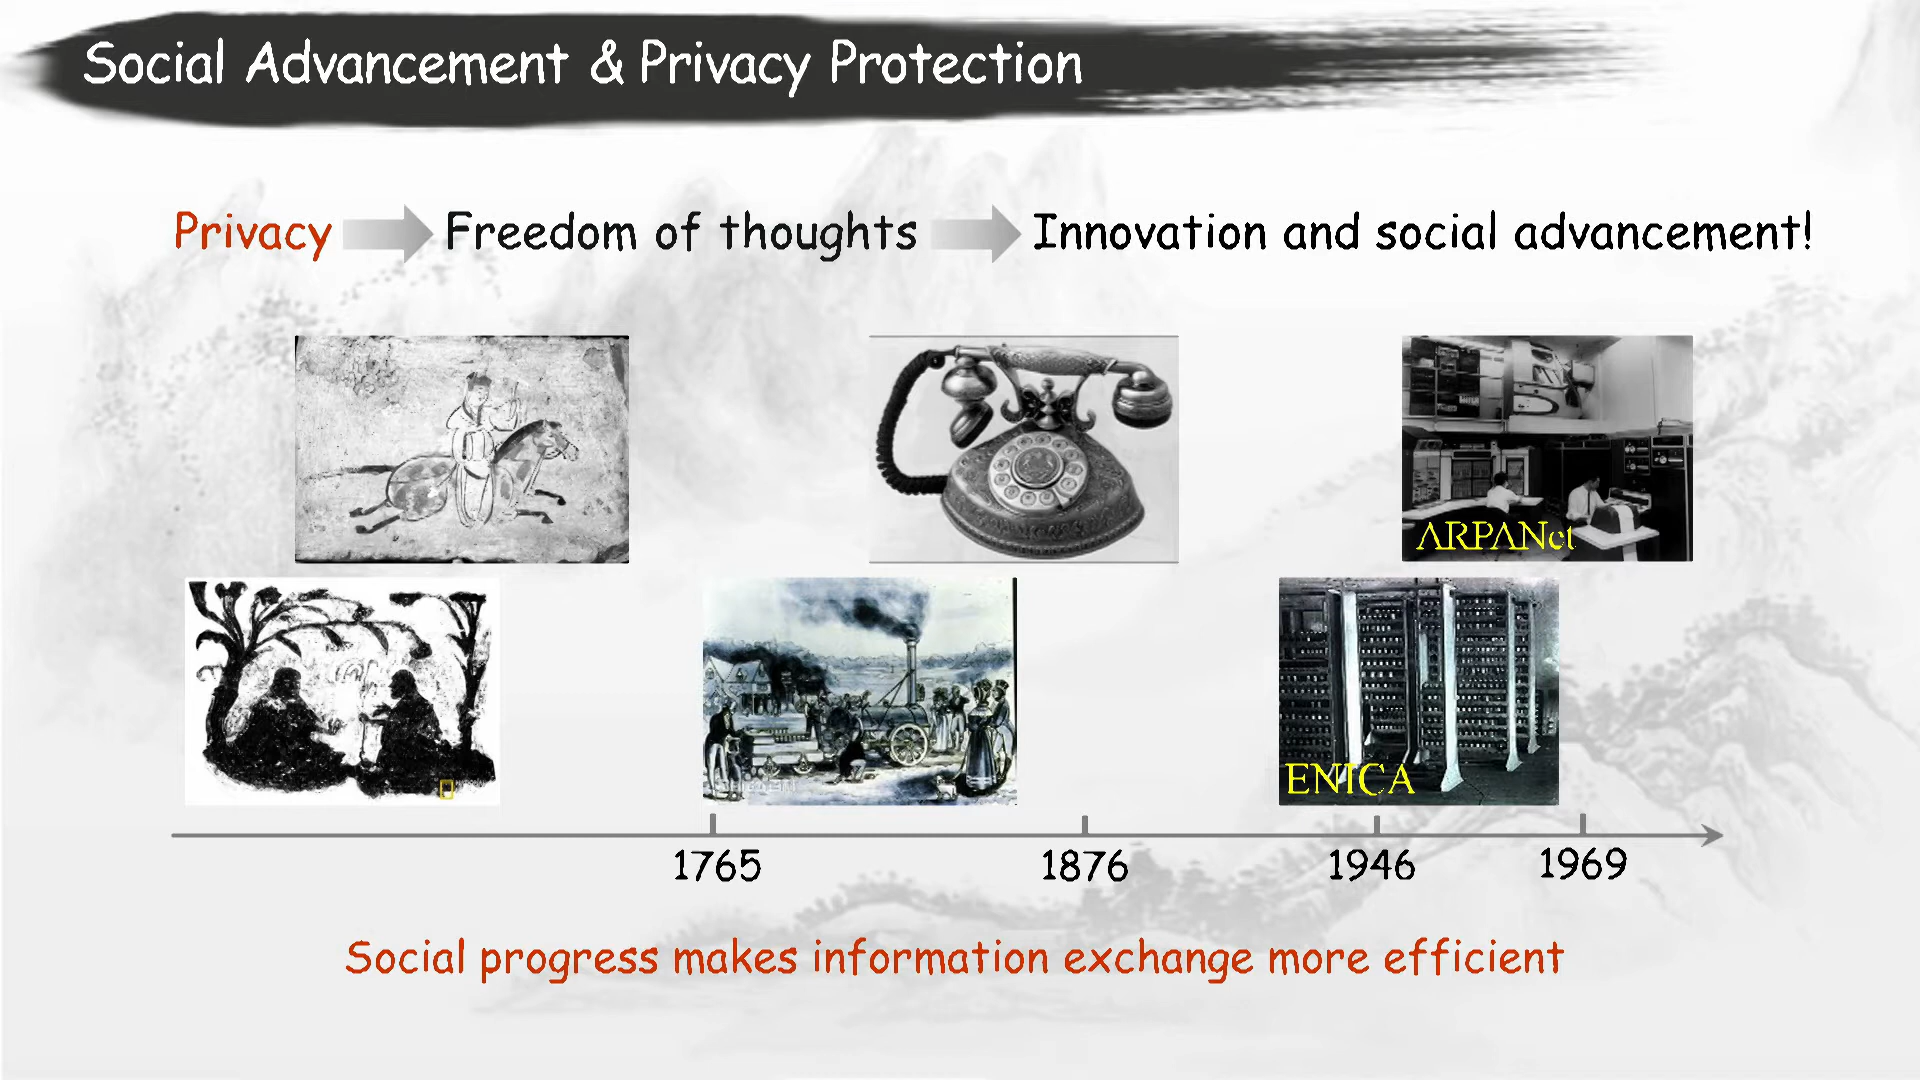 Social Advancement & Privacy Protection
Privacy Freedom of thoughts Innovation and social advancement!
ARPANet
ENICA
1765 1876 1946 1969
Social progress makes information exchange more efficient